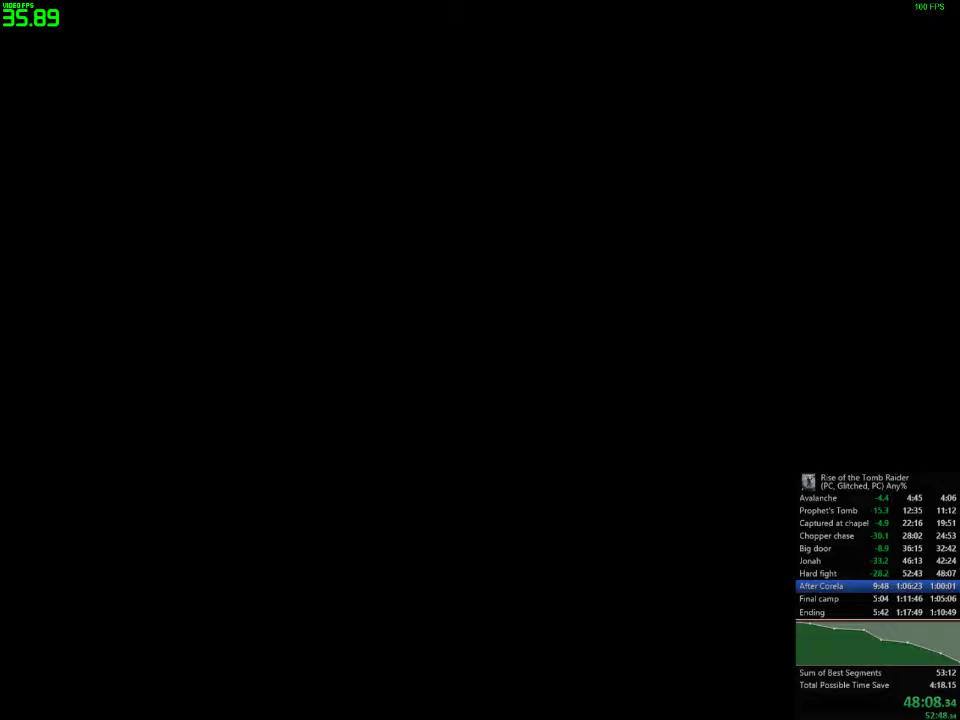 VIDEO FPS
35.89
100 FPS
Rise of the Tomb Raider
(PC, Glitched, PC) Any%
Avalanche -4.4 4:45 4:06
Prophet's Tomb -15.3 12:35 11:12
Captured at chapel -4.9 22:16 19:51
Chopper chase -30.1 28:02 24:53
Big door -8.9 36:15 32:42
Jonah -33.2 46:13 42:24
Hard fight -28.2 52:43 48:07
After Corela 9:48 1:06:23 1:00:01
Final camp 5:04 1:11:46 1:05:06
Ending 5:42 1:17:49 1:10:49
Sum of Best Segments 53:12
Total Possible Time Save 4:18.15
48:08.34
52:48.34